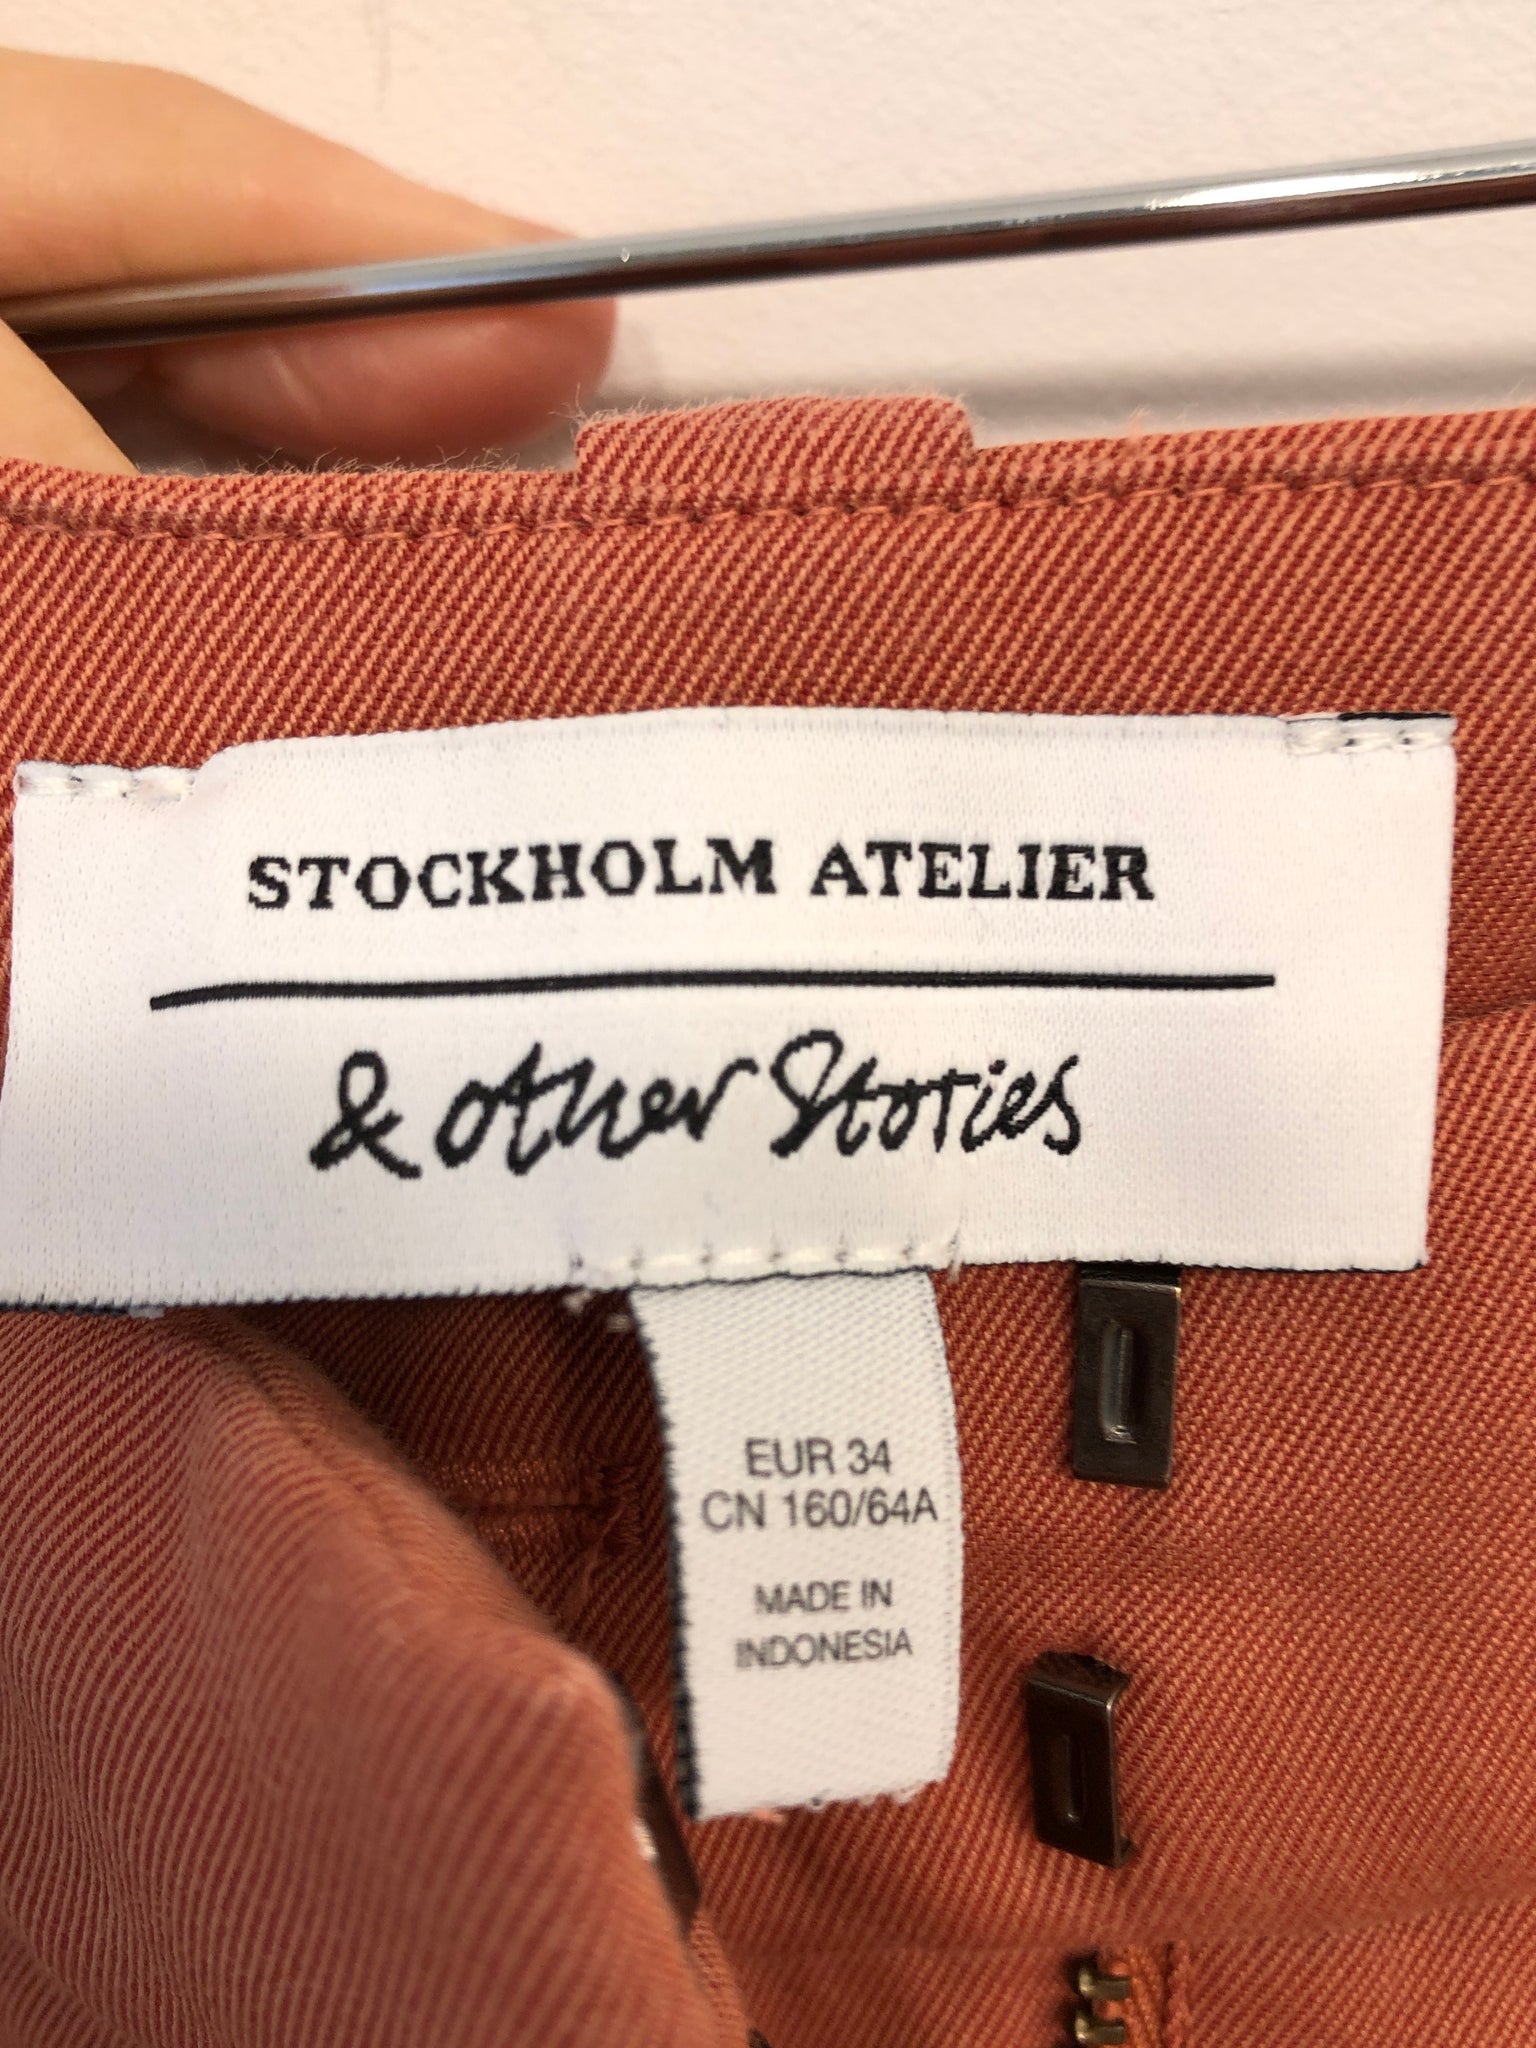 STOCKHOLM ATELIER
& other Stories
EUR 34
CN 160/64A
MADE IN
INDONESIA